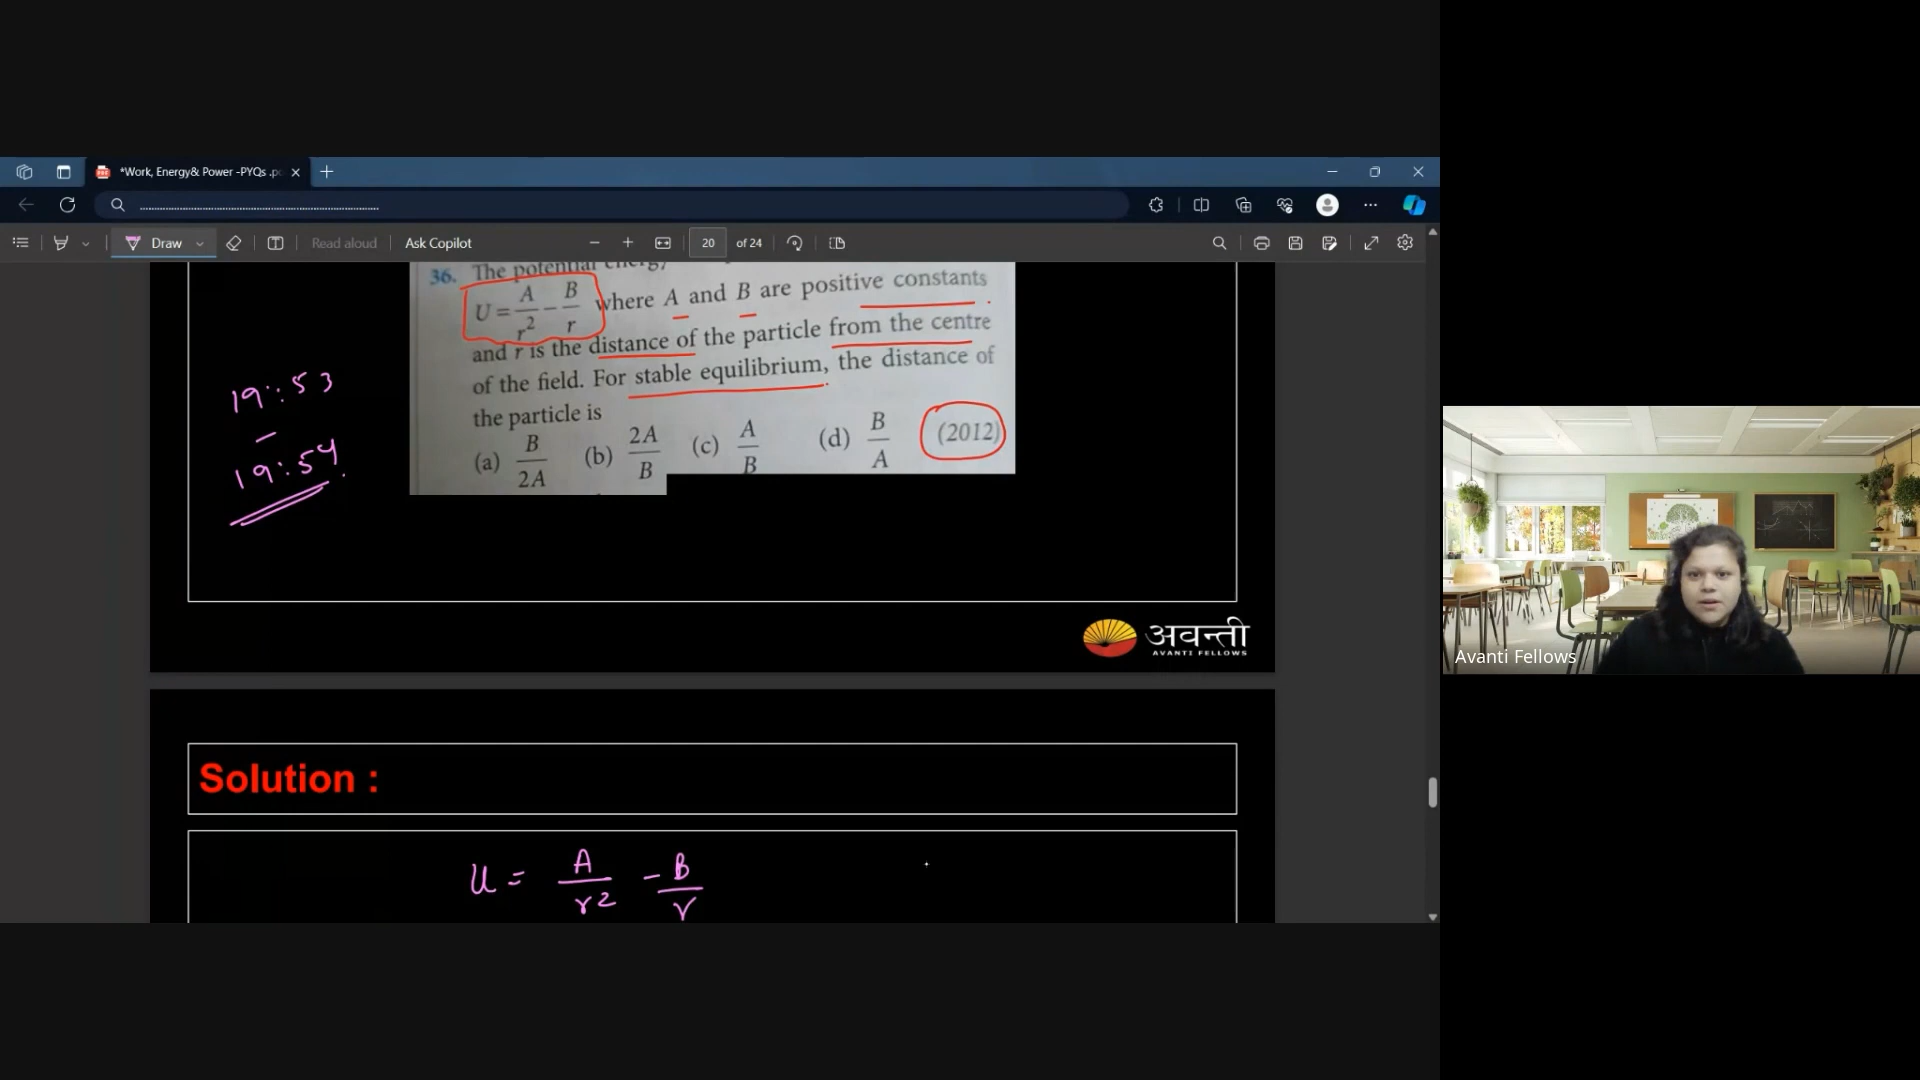 *Work, Energy& Power -PYQs .p
Draw
Read aloud
Ask Copilot
20 of 24
36. The potential energy
U = A/r² − B/r where A and B are positive constants
and r is the distance of the particle from the centre
of the field. For stable equilibrium, the distance of
the particle is
(a) B/2A (b) 2A/B (c) A/B (d) B/A (2012)
19:53
–
19:54
अवन्ती
AVANTI FELLOWS
Solution :
U = A/r² − B/r
Avanti Fellows